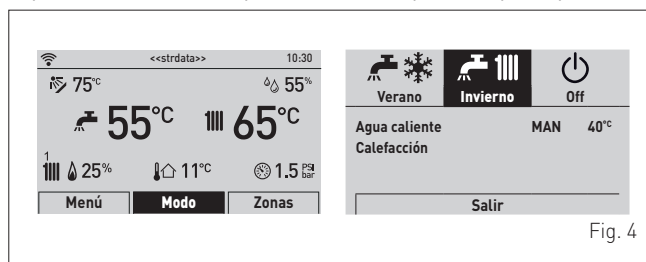 <<strdata>> 10:30
75°C 55%
55°C 65°C
1
25% 11°C 1.5 PSI bar
Menú Modo Zonas
Verano Invierno Off
Agua caliente MAN 40°C
Calefacción
Salir
Fig. 4